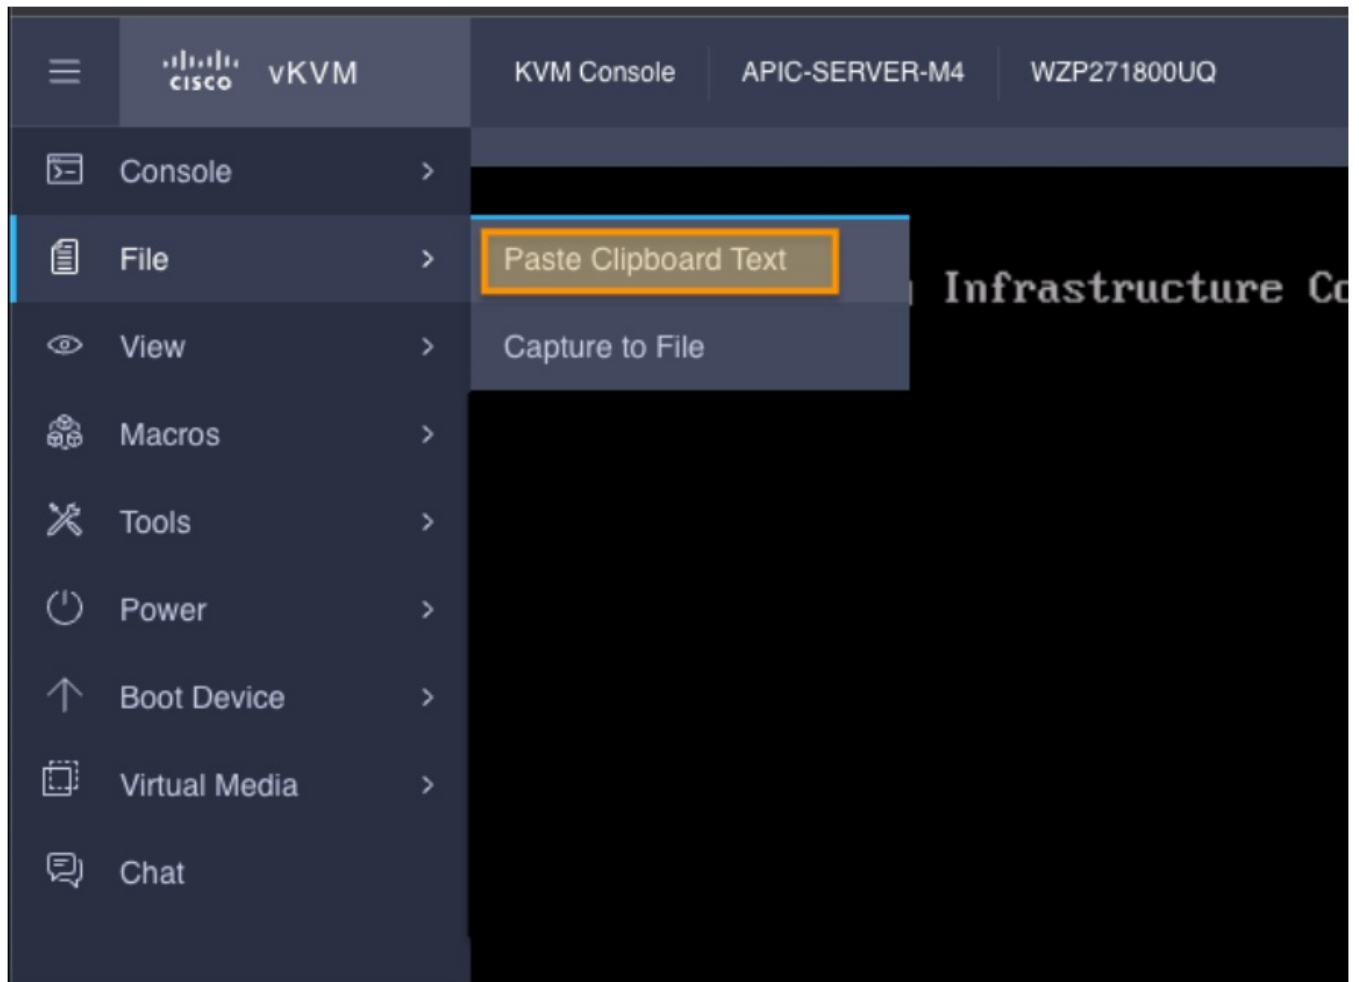 cisco vKVM KVM Console APIC-SERVER-M4 WZP271800UQ
Console
File
Paste Clipboard Text
Infrastructure
View
Capture to File
Macros
Tools
Power
Boot Device
Virtual Media
Chat